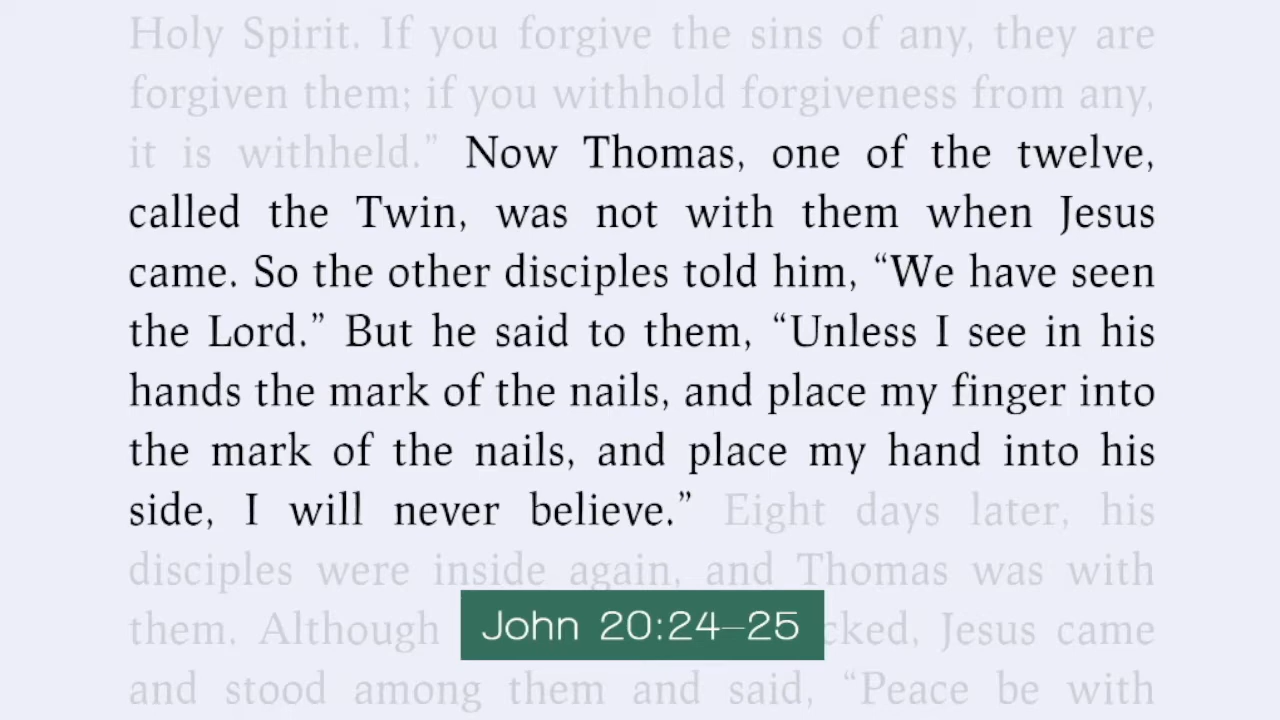 Holy Spirit. If you forgive the sins of any, they are
forgiven them; if you withhold forgiveness from any,
it is withheld.” Now Thomas, one of the twelve,
called the Twin, was not with them when Jesus
came. So the other disciples told him, “We have seen
the Lord.” But he said to them, “Unless I see in his
hands the mark of the nails, and place my finger into
the mark of the nails, and place my hand into his
side, I will never believe.” Eight days later, his
disciples were inside again, and Thomas was with
them. Although cked, Jesus came
John 20:24–25
and stood among them and said, “Peace be with